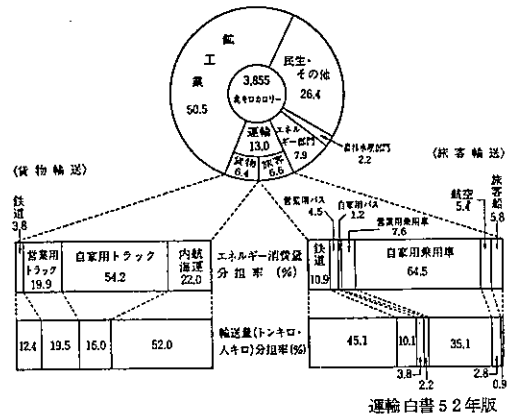 鉱
工
業
50.5
民生・
その他
26.4
3,855
兆キロカロリー
運輸
13.0
貨物
6.4
旅客
6.6
エネル
ギー部門
7.9
農林水産部門
2.2
(貨物輸送)
(旅客輸送)
鉄道
3.8
営業用
トラック
19.9
自家用トラック
54.2
内航
海運
22.0
エネルギー消費量
分担率 (%)
鉄道
10.9
営業用バス
4.5
自家用バス
1.2
営業用乗用車
7.6
自家用乗用車
64.5
航空
5.4
旅客船
5.8
12.4
19.5
16.0
52.0
輸送量(トンキロ・
人キロ)分担率(%)
45.1
10.1
3.8
2.2
35.1
2.8
0.9
運輸白書52年版